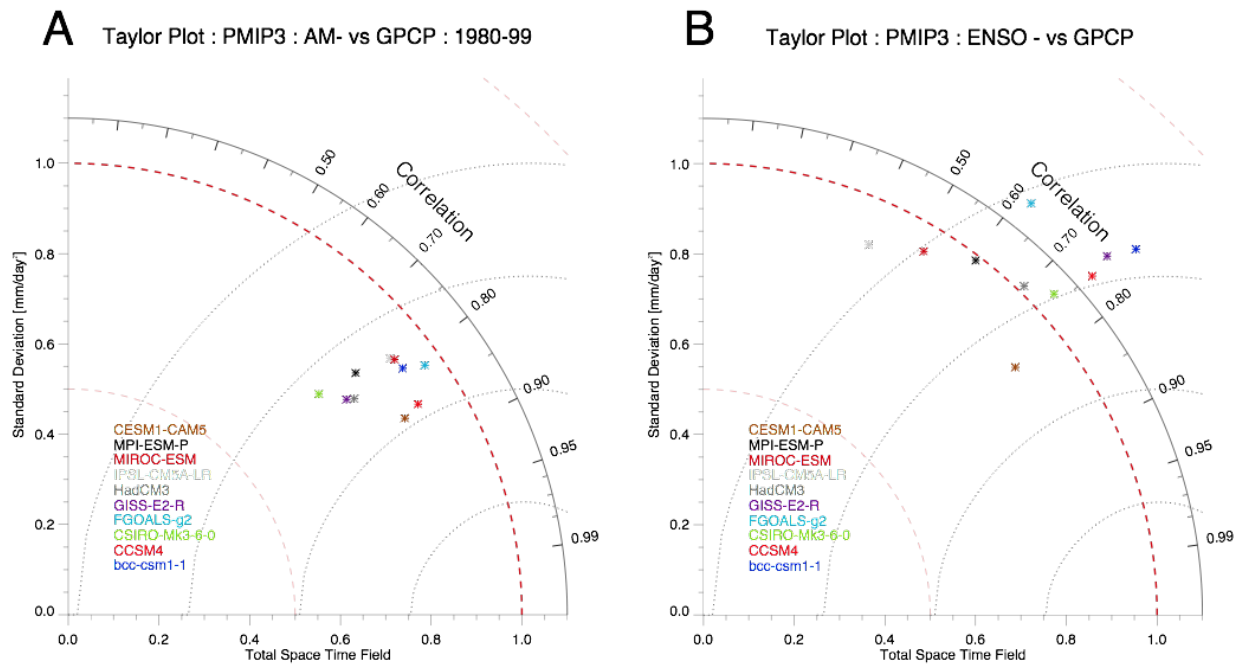 A
Taylor Plot : PMIP3 : AM- vs GPCP : 1980-99
Standard Deviation [mm/day']
1.0
0.8
0.6
0.4
0.2
0.0
0.0
0.2
0.4
0.6
0.8
1.0
Total Space Time Field
Correlation
0.50
0.60
0.70
0.80
0.90
0.95
0.99
CESM1-CAM5
MPI-ESM-P
MIROC-ESM
IPSL-CM5A-LR
HadCM3
GISS-E2-R
FGOALS-g2
CSIRO-Mk3-6-0
CCSM4
bcc-csm1-1
B
Taylor Plot : PMIP3 : ENSO - vs GPCP
Standard Deviation [mm/day']
1.0
0.8
0.6
0.4
0.2
0.0
0.0
0.2
0.4
0.6
0.8
1.0
Total Space Time Field
Correlation
0.50
0.60
0.70
0.80
0.90
0.95
0.99
CESM1-CAM5
MPI-ESM-P
MIROC-ESM
IPSL-CM5A-LR
HadCM3
GISS-E2-R
FGOALS-g2
CSIRO-Mk3-6-0
CCSM4
bcc-csm1-1